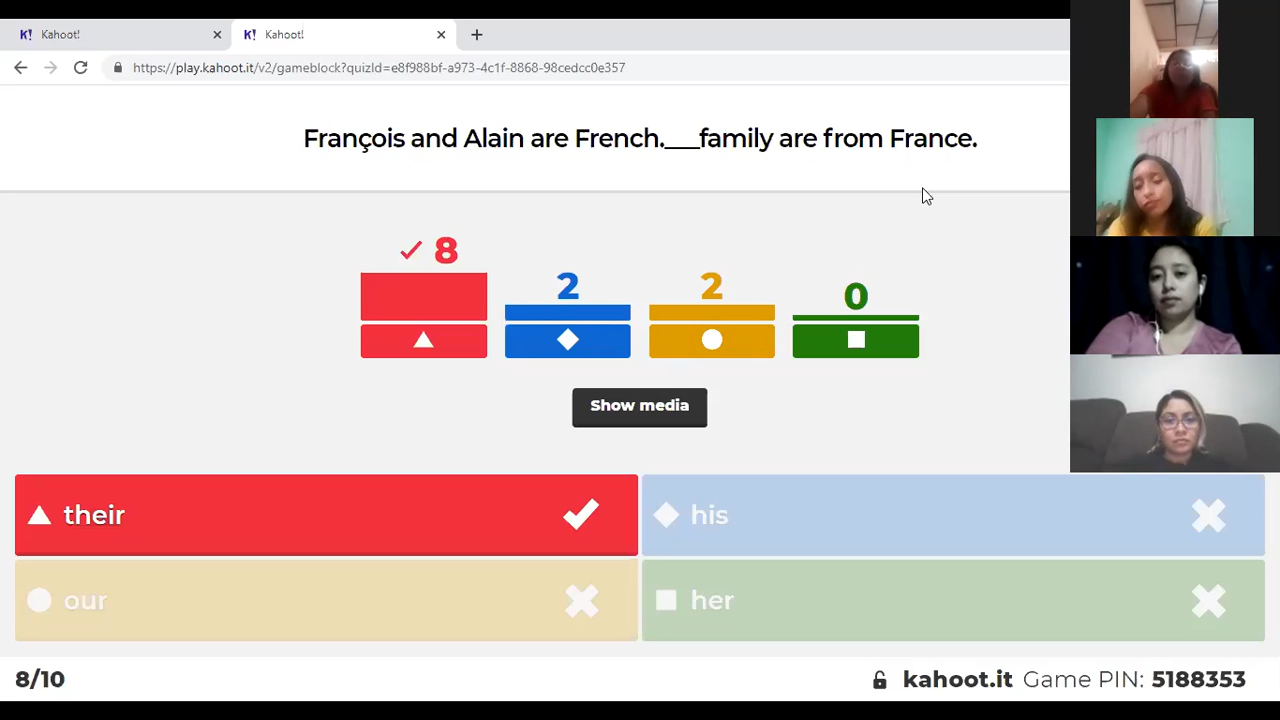 K! Kahoot!
K! Kahoot!
https://play.kahoot.it/v2/gameblock?quizId=e8f988bf-a973-4c1f-8868-98cedcc0e357
François and Alain are French.___family are from France.
8
2
2
0
Show media
their
his
our
her
8/10
kahoot.it Game PIN: 5188353